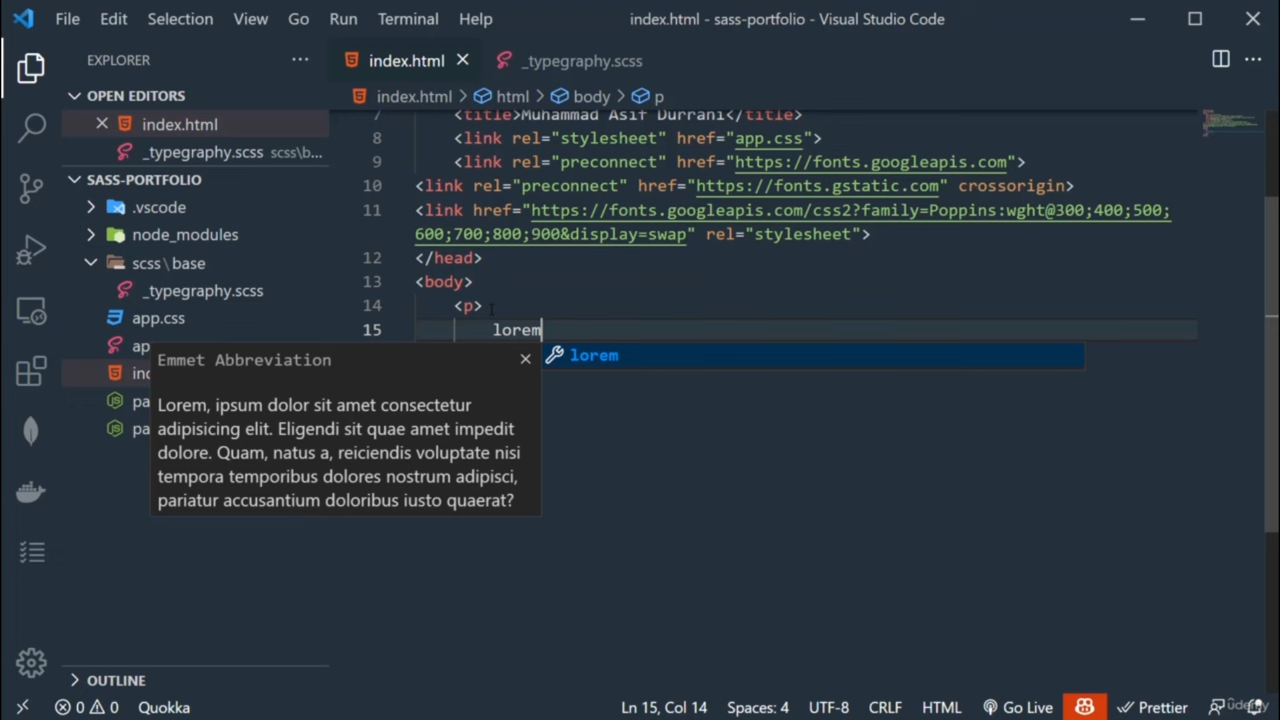 File Edit Selection View Go Run Terminal Help index.html - sass-portfolio - Visual Studio Code
EXPLORER
index.html
_typegraphy.scss
OPEN EDITORS
index.html
_typegraphy.scss scss\b...
SASS-PORTFOLIO
.vscode
node_modules
scss\base
_typegraphy.scss
app.css
ap
ind
pa
pa
OUTLINE
index.html > html > body > p
7 <title>Muhammad Asif Durrani</title>
8 <link rel="stylesheet" href="app.css">
9 <link rel="preconnect" href="https://fonts.googleapis.com">
10 <link rel="preconnect" href="https://fonts.gstatic.com" crossorigin>
11 <link href="https://fonts.googleapis.com/css2?family=Poppins:wght@300;400;500;
600;700;800;900&display=swap" rel="stylesheet">
12 </head>
13 <body>
14 <p>
15 lorem
lorem
Emmet Abbreviation
Lorem, ipsum dolor sit amet consectetur
adipisicing elit. Eligendi sit quae amet impedit
dolore. Quam, natus a, reiciendis voluptate nisi
tempora temporibus dolores nostrum adipisci,
pariatur accusantium doloribus iusto quaerat?
0 0 Quokka Ln 15, Col 14 Spaces: 4 UTF-8 CRLF HTML Go Live Prettier
udemy